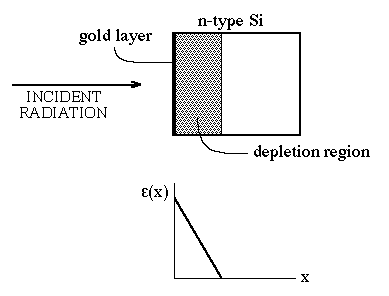 n-type Si
gold layer
INCIDENT
RADIATION
depletion region
ε(x)
x